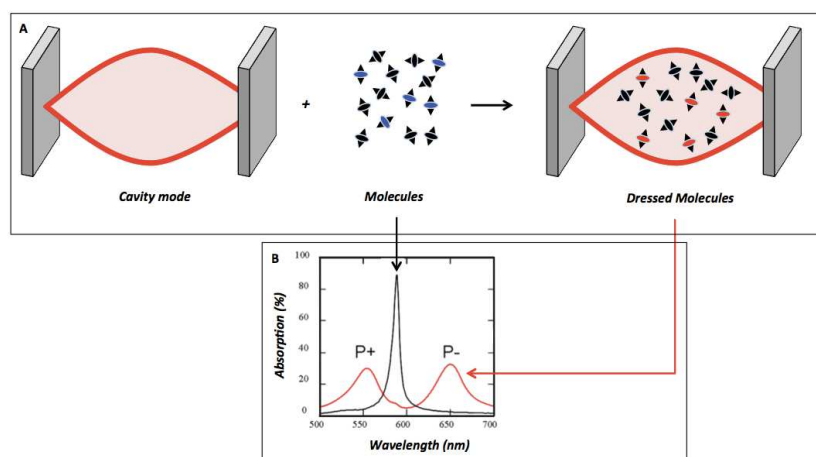 A
+
Cavity mode
Molecules
Dressed Molecules
B
100
80
60
40
20
0
Absorption (%)
P+
P-
500
550
600
650
700
Wavelength (nm)